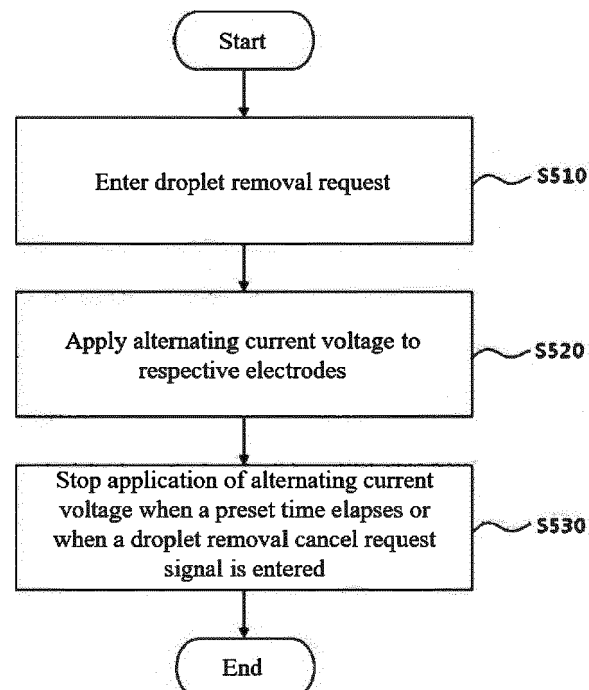 Start
Enter droplet removal request
S510
Apply alternating current voltage to
respective electrodes
S520
Stop application of alternating current
voltage when a preset time elapses or
when a droplet removal cancel request
signal is entered
S530
End